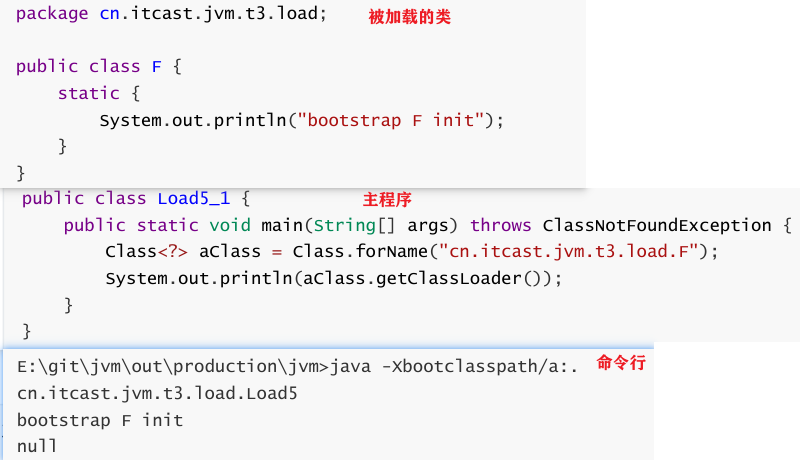 package cn.itcast.jvm.t3.load; 被加载的类
public class F {
static {
System.out.println("bootstrap F init");
}
}
public class Load5_1 { 主程序
public static void main(String[] args) throws ClassNotFoundException {
Class<?> aClass = Class.forName("cn.itcast.jvm.t3.load.F");
System.out.println(aClass.getClassLoader());
}
}
E:\git\jvm\out\production\jvm>java -Xbootclasspath/a:. 命令行
cn.itcast.jvm.t3.load.Load5
bootstrap F init
null